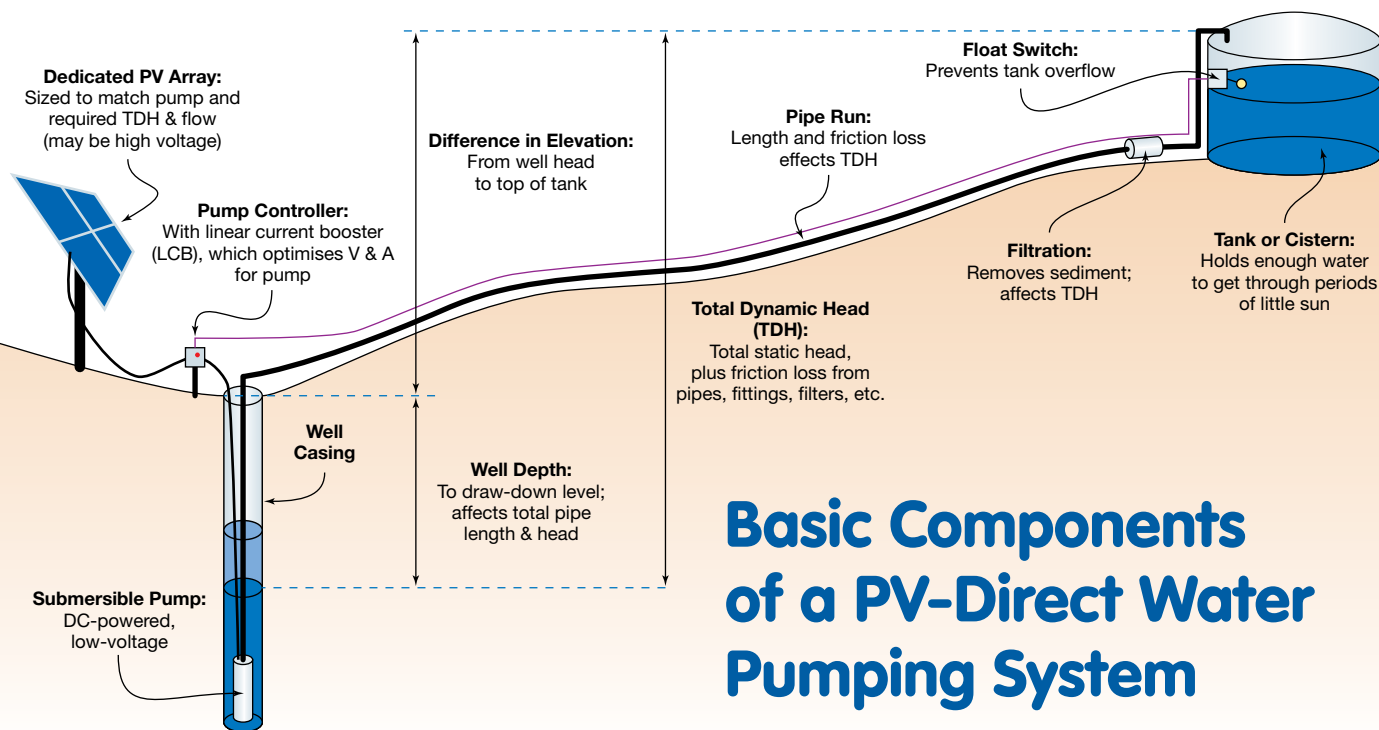 Dedicated PV Array:
Sized to match pump and
required TDH & flow
(may be high voltage)
Pump Controller:
With linear current booster
(LCB), which optimises V & A
for pump
Difference in Elevation:
From well head
to top of tank
Pipe Run:
Length and friction loss
effects TDH
Float Switch:
Prevents tank overflow
Filtration:
Removes sediment;
affects TDH
Tank or Cistern:
Holds enough water
to get through periods
of little sun
Total Dynamic Head
(TDH):
Total static head,
plus friction loss from
pipes, fittings, filters, etc.
Well
Casing
Well Depth:
To draw-down level;
affects total pipe
length & head
Submersible Pump:
DC-powered,
low-voltage
Basic Components
of a PV-Direct Water
Pumping System